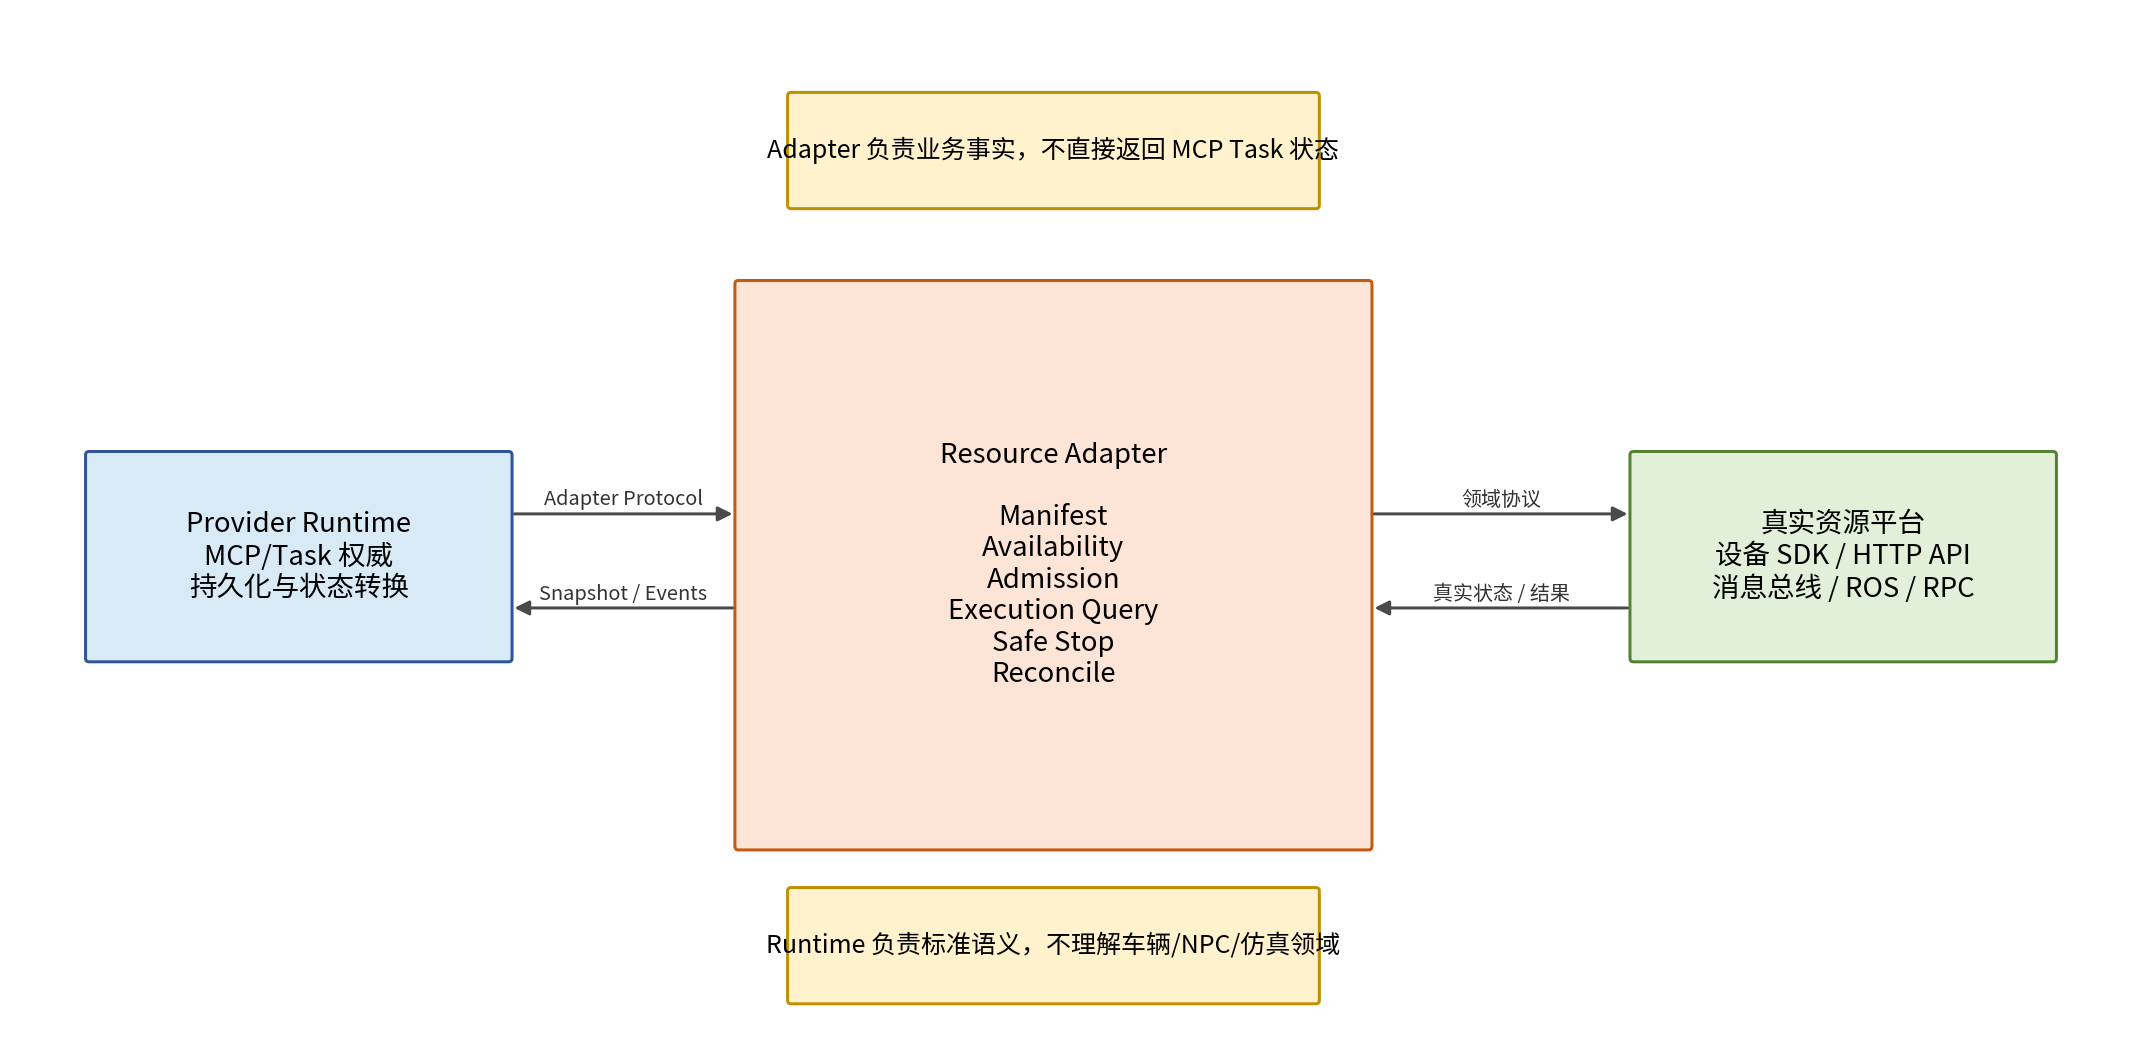 Adapter 负责业务事实，不直接返回 MCP Task 状态
Provider Runtime
MCP/Task 权威
持久化与状态转换
Adapter Protocol
Snapshot / Events
Resource Adapter
Manifest
Availability
Admission
Execution Query
Safe Stop
Reconcile
领域协议
真实状态 / 结果
真实资源平台
设备 SDK / HTTP API
消息总线 / ROS / RPC
Runtime 负责标准语义，不理解车辆/NPC/仿真领域